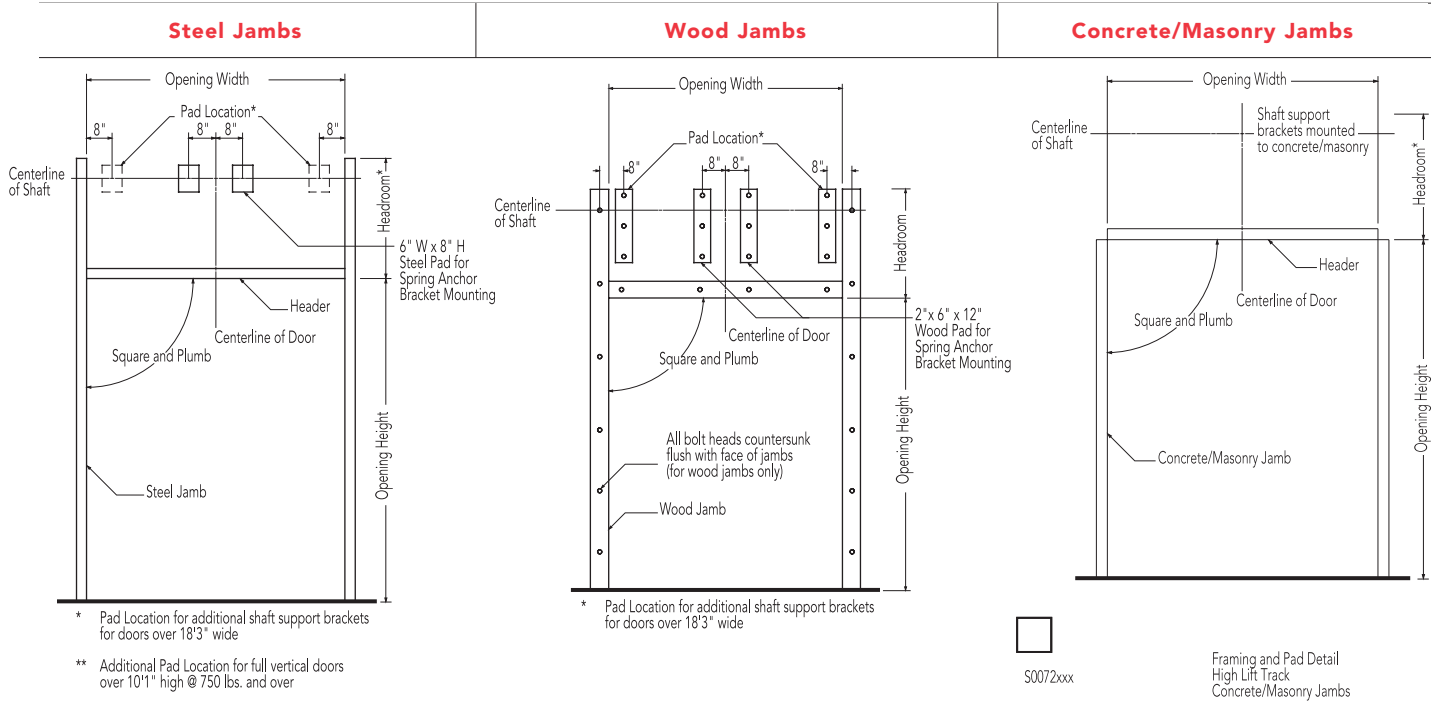 Steel Jambs
Opening Width
Pad Location*
8"
8"
8"
8"
Centerline
of Shaft
Headroom*
6" W x 8" H
Steel Pad for
Spring Anchor
Bracket Mounting
Header
Centerline of Door
Square and Plumb
Opening Height
Steel Jamb
* Pad Location for additional shaft support brackets
for doors over 18'3" wide
** Additional Pad Location for full vertical doors
over 10'1" high @ 750 lbs. and over
Wood Jambs
Opening Width
Pad Location*
8"
8"
8"
8"
Centerline
of Shaft
Headroom
2"x 6" x 12"
Wood Pad for
Spring Anchor
Bracket Mounting
Centerline of Door
Square and Plumb
Opening Height
All bolt heads countersunk
flush with face of jambs
(for wood jambs only)
Wood Jamb
* Pad Location for additional shaft support brackets
for doors over 18'3" wide
Concrete/Masonry Jambs
Opening Width
Centerline
of Shaft
Shaft support
brackets mounted
to concrete/masonry
Headroom*
Header
Centerline of Door
Square and Plumb
Opening Height
Concrete/Masonry Jamb
S0072xxx
Framing and Pad Detail
High Lift Track
Concrete/Masonry Jambs